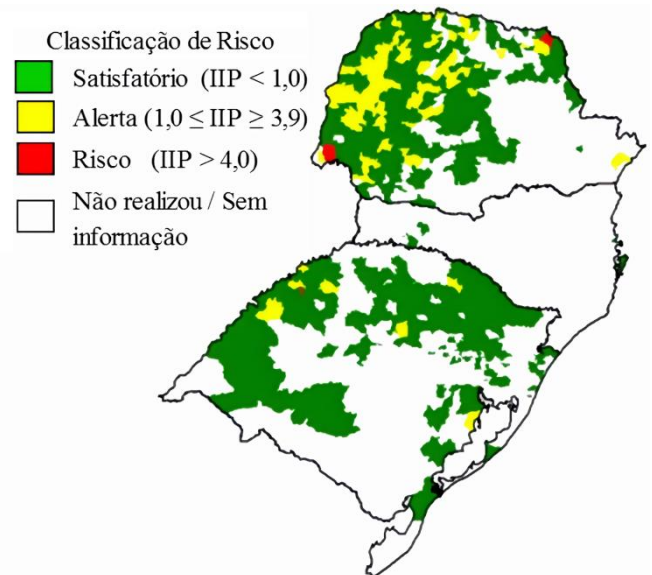 Classificação de Risco
Satisfatório (IIP < 1,0)
Alerta (1,0 ≤ IIP ≥ 3,9)
Risco (IIP > 4,0)
Não realizou / Sem
informação